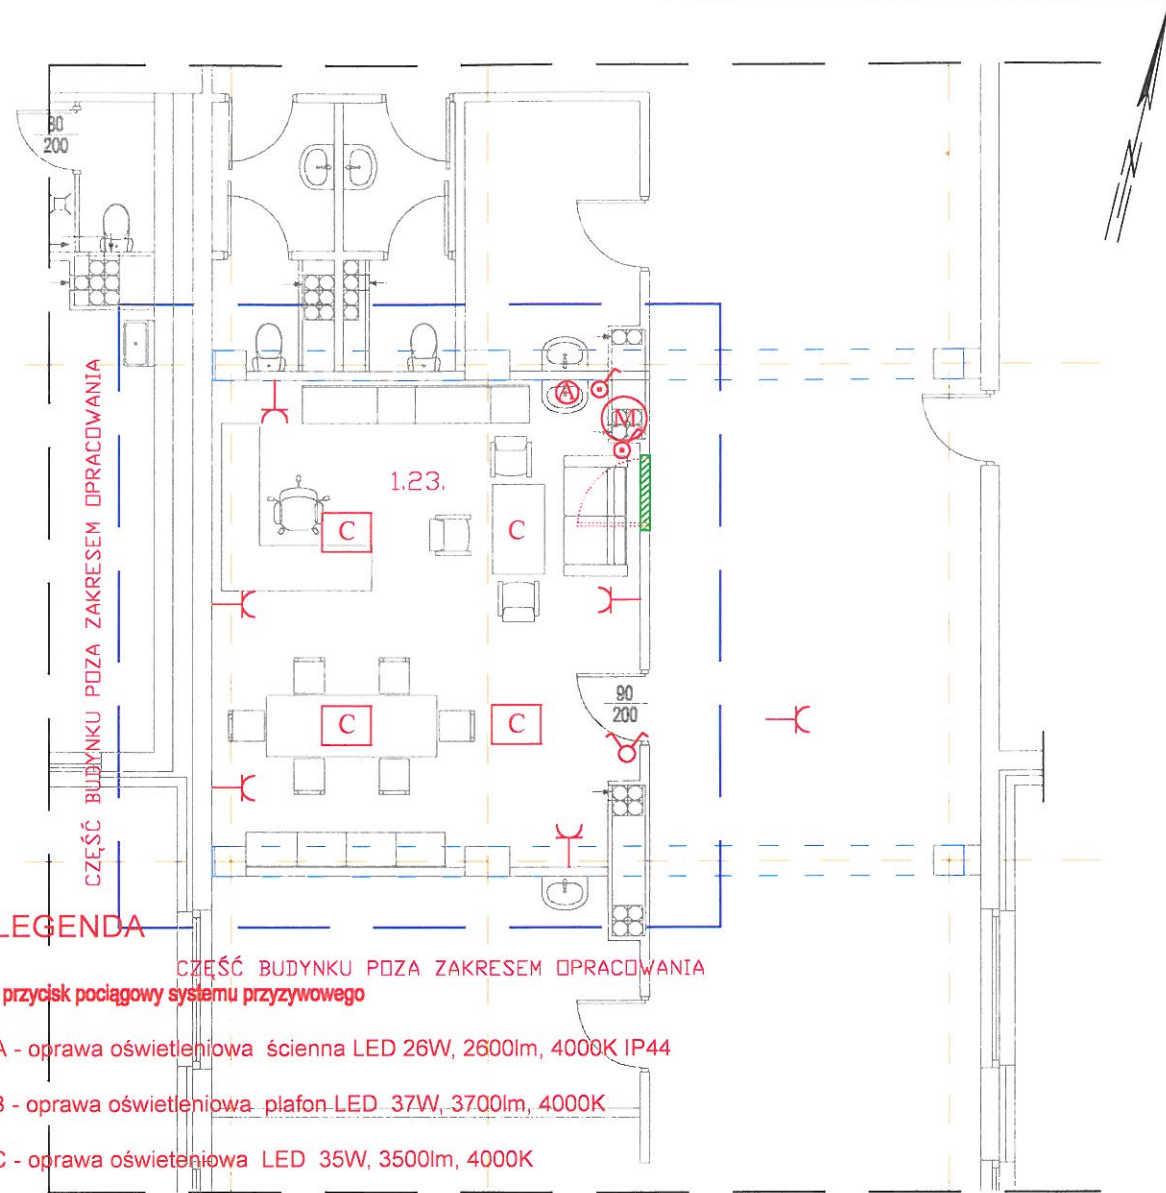 80
200
A
M
1.23.
C
C
CZĘŚĆ BUDYNKU POZA ZAKRESEM OPRACOWANIA
90
200
C
C
LEGENDA
CZĘŚĆ BUDYNKU POZA ZAKRESEM OPRACOWANIA
przycisk pociągowy systemu przyzywowego
A - oprawa oświetleniowa ścienna LED 26W, 2600lm, 4000K IP44
B - oprawa oświetleniowa plafon LED 37W, 3700lm, 4000K
C - oprawa oświeteniowa LED 35W, 3500lm, 4000K